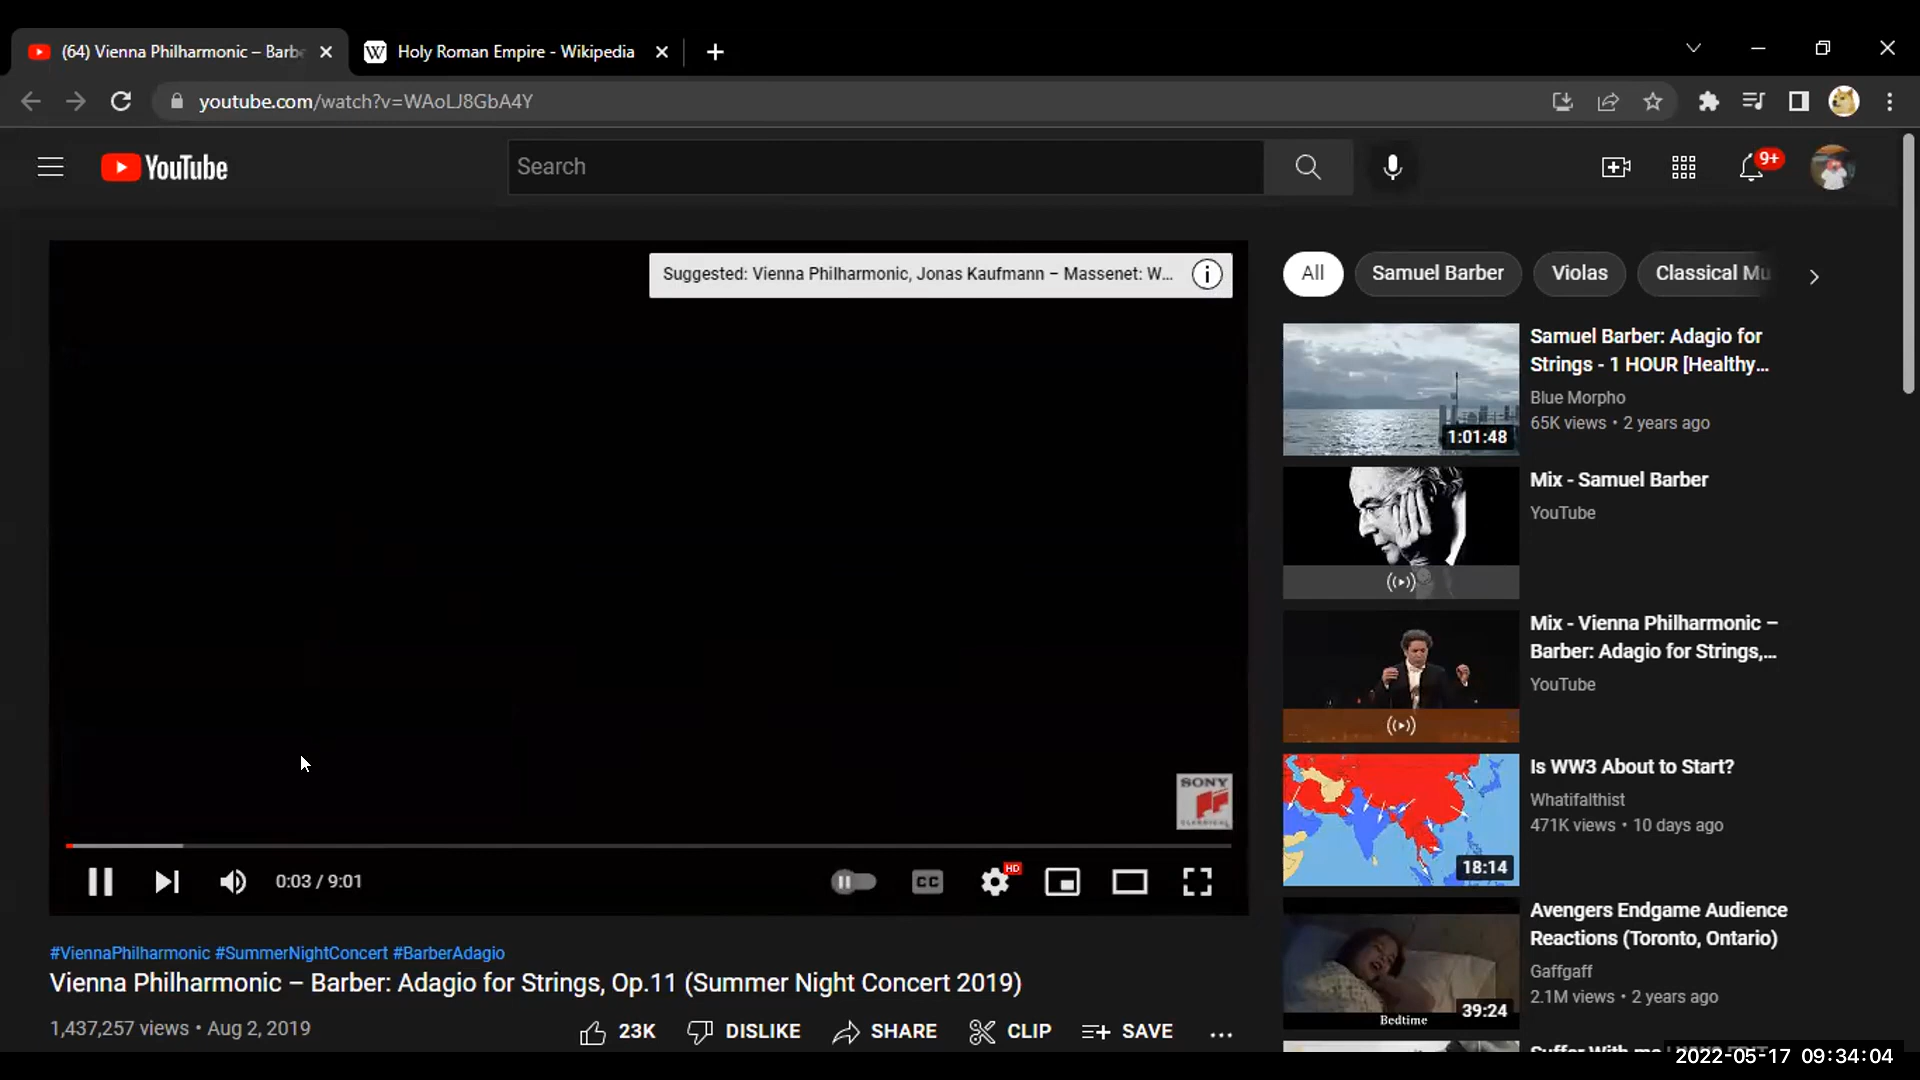 (64) Vienna Philharmonic – Barbe
Holy Roman Empire - Wikipedia
youtube.com/watch?v=WAoLJ8GbA4Y
YouTube
Search
9+
Suggested: Vienna Philharmonic, Jonas Kaufmann – Massenet: W...
All
Samuel Barber
Violas
Classical Mu
Samuel Barber: Adagio for
Strings - 1 HOUR [Healthy...
Blue Morpho
65K views • 2 years ago
1:01:48
Mix - Samuel Barber
YouTube
Mix - Vienna Philharmonic –
Barber: Adagio for Strings,...
YouTube
Is WW3 About to Start?
Whatifalthist
471K views • 10 days ago
18:14
Avengers Endgame Audience
Reactions (Toronto, Ontario)
Gaffgaff
2.1M views • 2 years ago
39:24
Bedtime
SONY
CLASSICAL
0:03 / 9:01
CC
HD
#ViennaPhilharmonic #SummerNightConcert #BarberAdagio
Vienna Philharmonic – Barber: Adagio for Strings, Op.11 (Summer Night Concert 2019)
1,437,257 views • Aug 2, 2019
23K
DISLIKE
SHARE
CLIP
SAVE
...
Suffer With me
2022-05-17 09:34:04